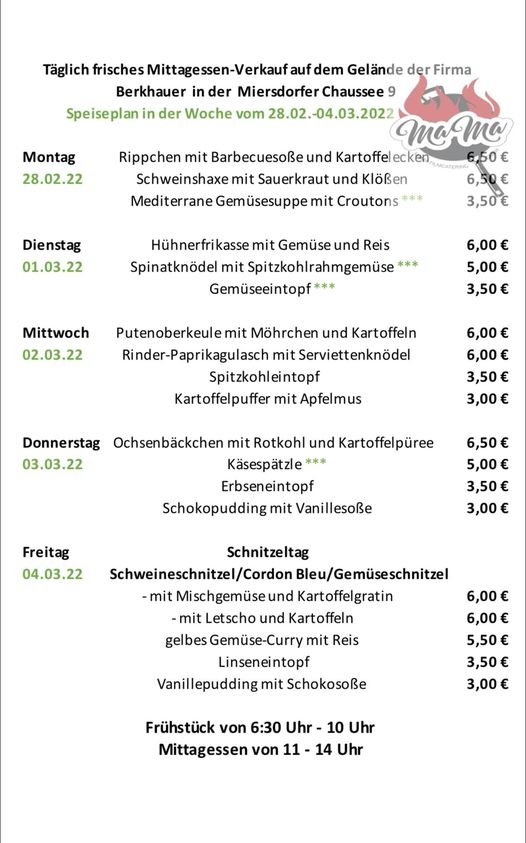 Täglich frisches Mittagessen-Verkauf auf dem Gelände der Firma
Berkhauer in der Miersdorfer Chaussee 9
Speiseplan in der Woche vom 28.02.-04.03.2022
MaMa
Montag Rippchen mit Barbecuesoße und Kartoffelecken 6,50 €
28.02.22 Schweinshaxe mit Sauerkraut und Klößen 6,50 €
Mediterrane Gemüsesuppe mit Croutons *** 3,50 €
Dienstag Hühnerfrikasse mit Gemüse und Reis 6,00 €
01.03.22 Spinatknödel mit Spitzkohlrahmgemüse *** 5,00 €
Gemüseeintopf *** 3,50 €
Mittwoch Putenoberkeule mit Möhrchen und Kartoffeln 6,00 €
02.03.22 Rinder-Paprikagulasch mit Serviettenknödel 6,00 €
Spitzkohleintopf 3,50 €
Kartoffelpuffer mit Apfelmus 3,00 €
Donnerstag Ochsenbäckchen mit Rotkohl und Kartoffelpüree 6,50 €
03.03.22 Käsespätzle *** 5,00 €
Erbseneintopf 3,50 €
Schokopudding mit Vanillesoße 3,00 €
Freitag Schnitzeltag
04.03.22 Schweineschnitzel/Cordon Bleu/Gemüseschnitzel
- mit Mischgemüse und Kartoffelgratin 6,00 €
- mit Letscho und Kartoffeln 6,00 €
gelbes Gemüse-Curry mit Reis 5,50 €
Linseneintopf 3,50 €
Vanillepudding mit Schokosoße 3,00 €
Frühstück von 6:30 Uhr - 10 Uhr
Mittagessen von 11 - 14 Uhr